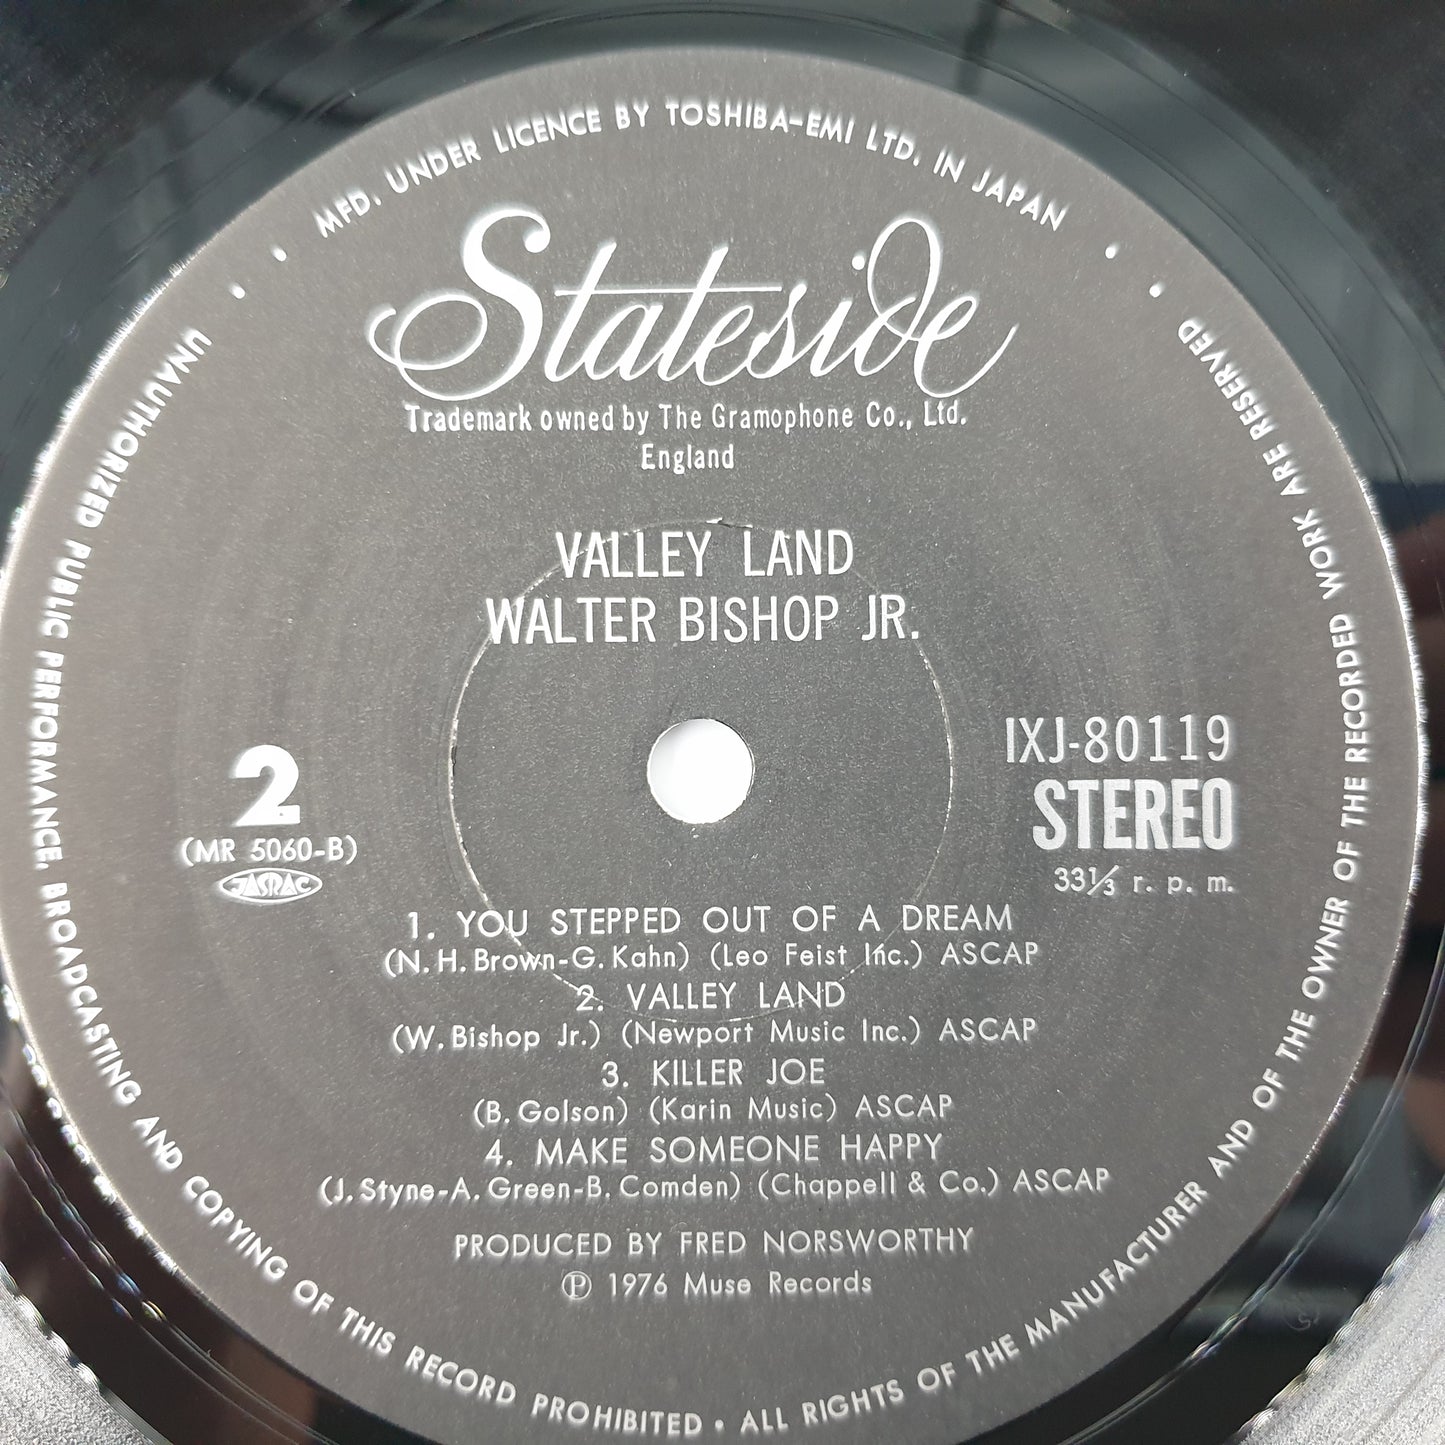 MFD. UNDER LICENCE BY TOSHIBA-EMI LTD. IN JAPAN
Stateside
Trademark owned by The Gramophone Co., Ltd.
England
VALLEY LAND
WALTER BISHOP JR.
2
(MR 5060-B)
JASRAC
IXJ-80119
STEREO
33 1/3 r. p. m.
1. YOU STEPPED OUT OF A DREAM
(N. H. Brown-G. Kahn) (Leo Feist Inc.) ASCAP
2. VALLEY LAND
(W. Bishop Jr.) (Newport Music Inc.) ASCAP
3. KILLER JOE
(B. Golson) (Karin Music) ASCAP
4. MAKE SOMEONE HAPPY
(J. Styne-A. Green-B. Comden) (Chappell & Co.) ASCAP
PRODUCED BY FRED NORSWORTHY
Ⓟ 1976 Muse Records
UNAUTHORIZED PUBLIC PERFORMANCE, BROADCASTING AND COPYING OF THIS RECORD PROHIBITED • ALL RIGHTS OF THE MANUFACTURER AND OF THE OWNER OF THE RECORDED WORK ARE RESERVED